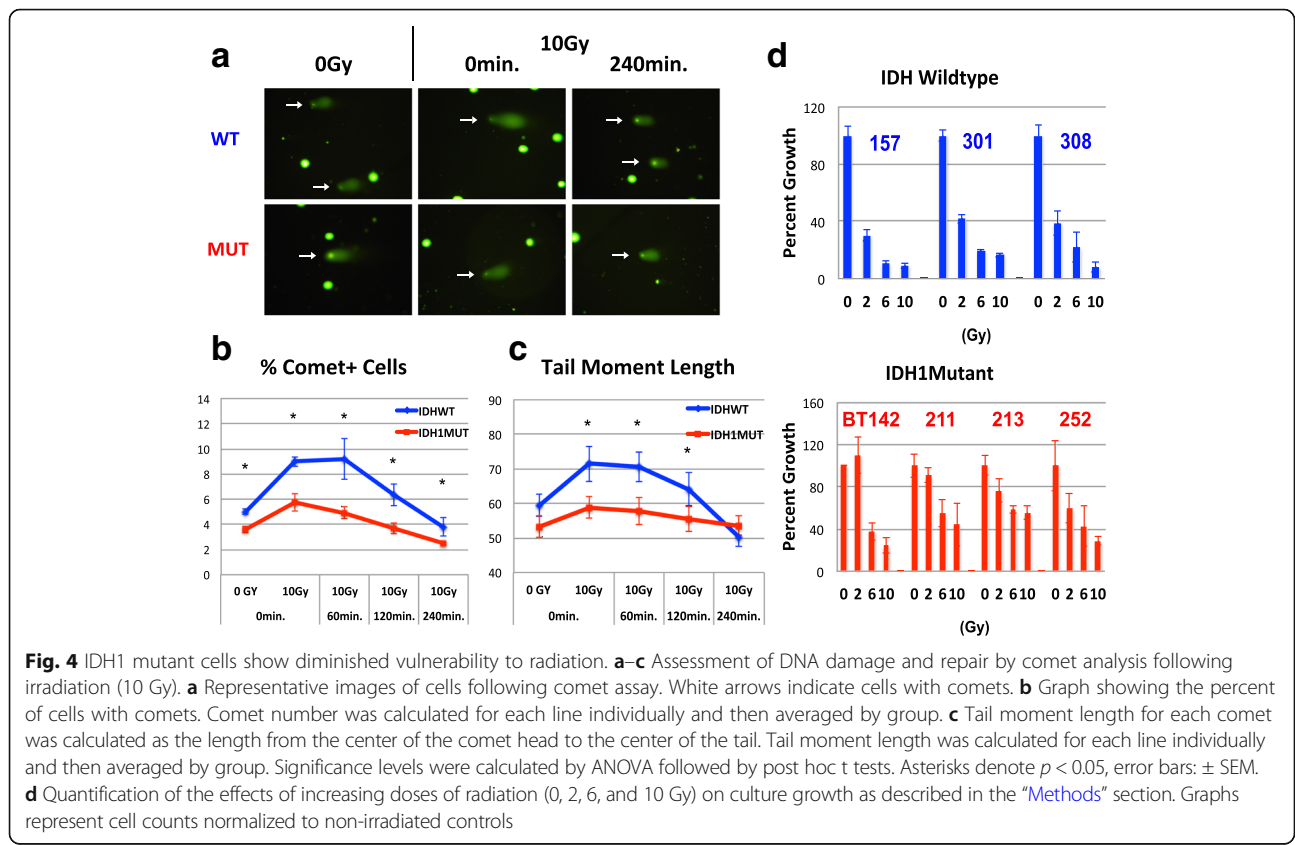 a
10Gy
0Gy
0min.
240min.
WT
MUT
b
% Comet+ Cells
14
12
10
8
6
4
2
0
IDHWT
IDH1MUT
*
*
*
*
*
0 GY
10Gy
10Gy
10Gy
10Gy
0min.
60min.
120min.
240min.
c
Tail Moment Length
90
80
70
60
50
40
IDHWT
IDH1MUT
*
*
*
0 GY
10Gy
10Gy
10Gy
10Gy
0min.
60min.
120min.
240min.
d
IDH Wildtype
Percent Growth
120
80
40
0
157
301
308
0 2 6 10 0 2 6 10 0 2 6 10
(Gy)
IDH1Mutant
Percent Growth
160
120
80
40
0
BT142
211
213
252
0 2 6 10 0 2 6 10 0 2 6 10 0 2 6 10
(Gy)
Fig. 4 IDH1 mutant cells show diminished vulnerability to radiation. a–c Assessment of DNA damage and repair by comet analysis following
irradiation (10 Gy). a Representative images of cells following comet assay. White arrows indicate cells with comets. b Graph showing the percent
of cells with comets. Comet number was calculated for each line individually and then averaged by group. c Tail moment length for each comet
was calculated as the length from the center of the comet head to the center of the tail. Tail moment length was calculated for each line individually
and then averaged by group. Significance levels were calculated by ANOVA followed by post hoc t tests. Asterisks denote p < 0.05, error bars: ± SEM.
d Quantification of the effects of increasing doses of radiation (0, 2, 6, and 10 Gy) on culture growth as described in the “Methods” section. Graphs
represent cell counts normalized to non-irradiated controls